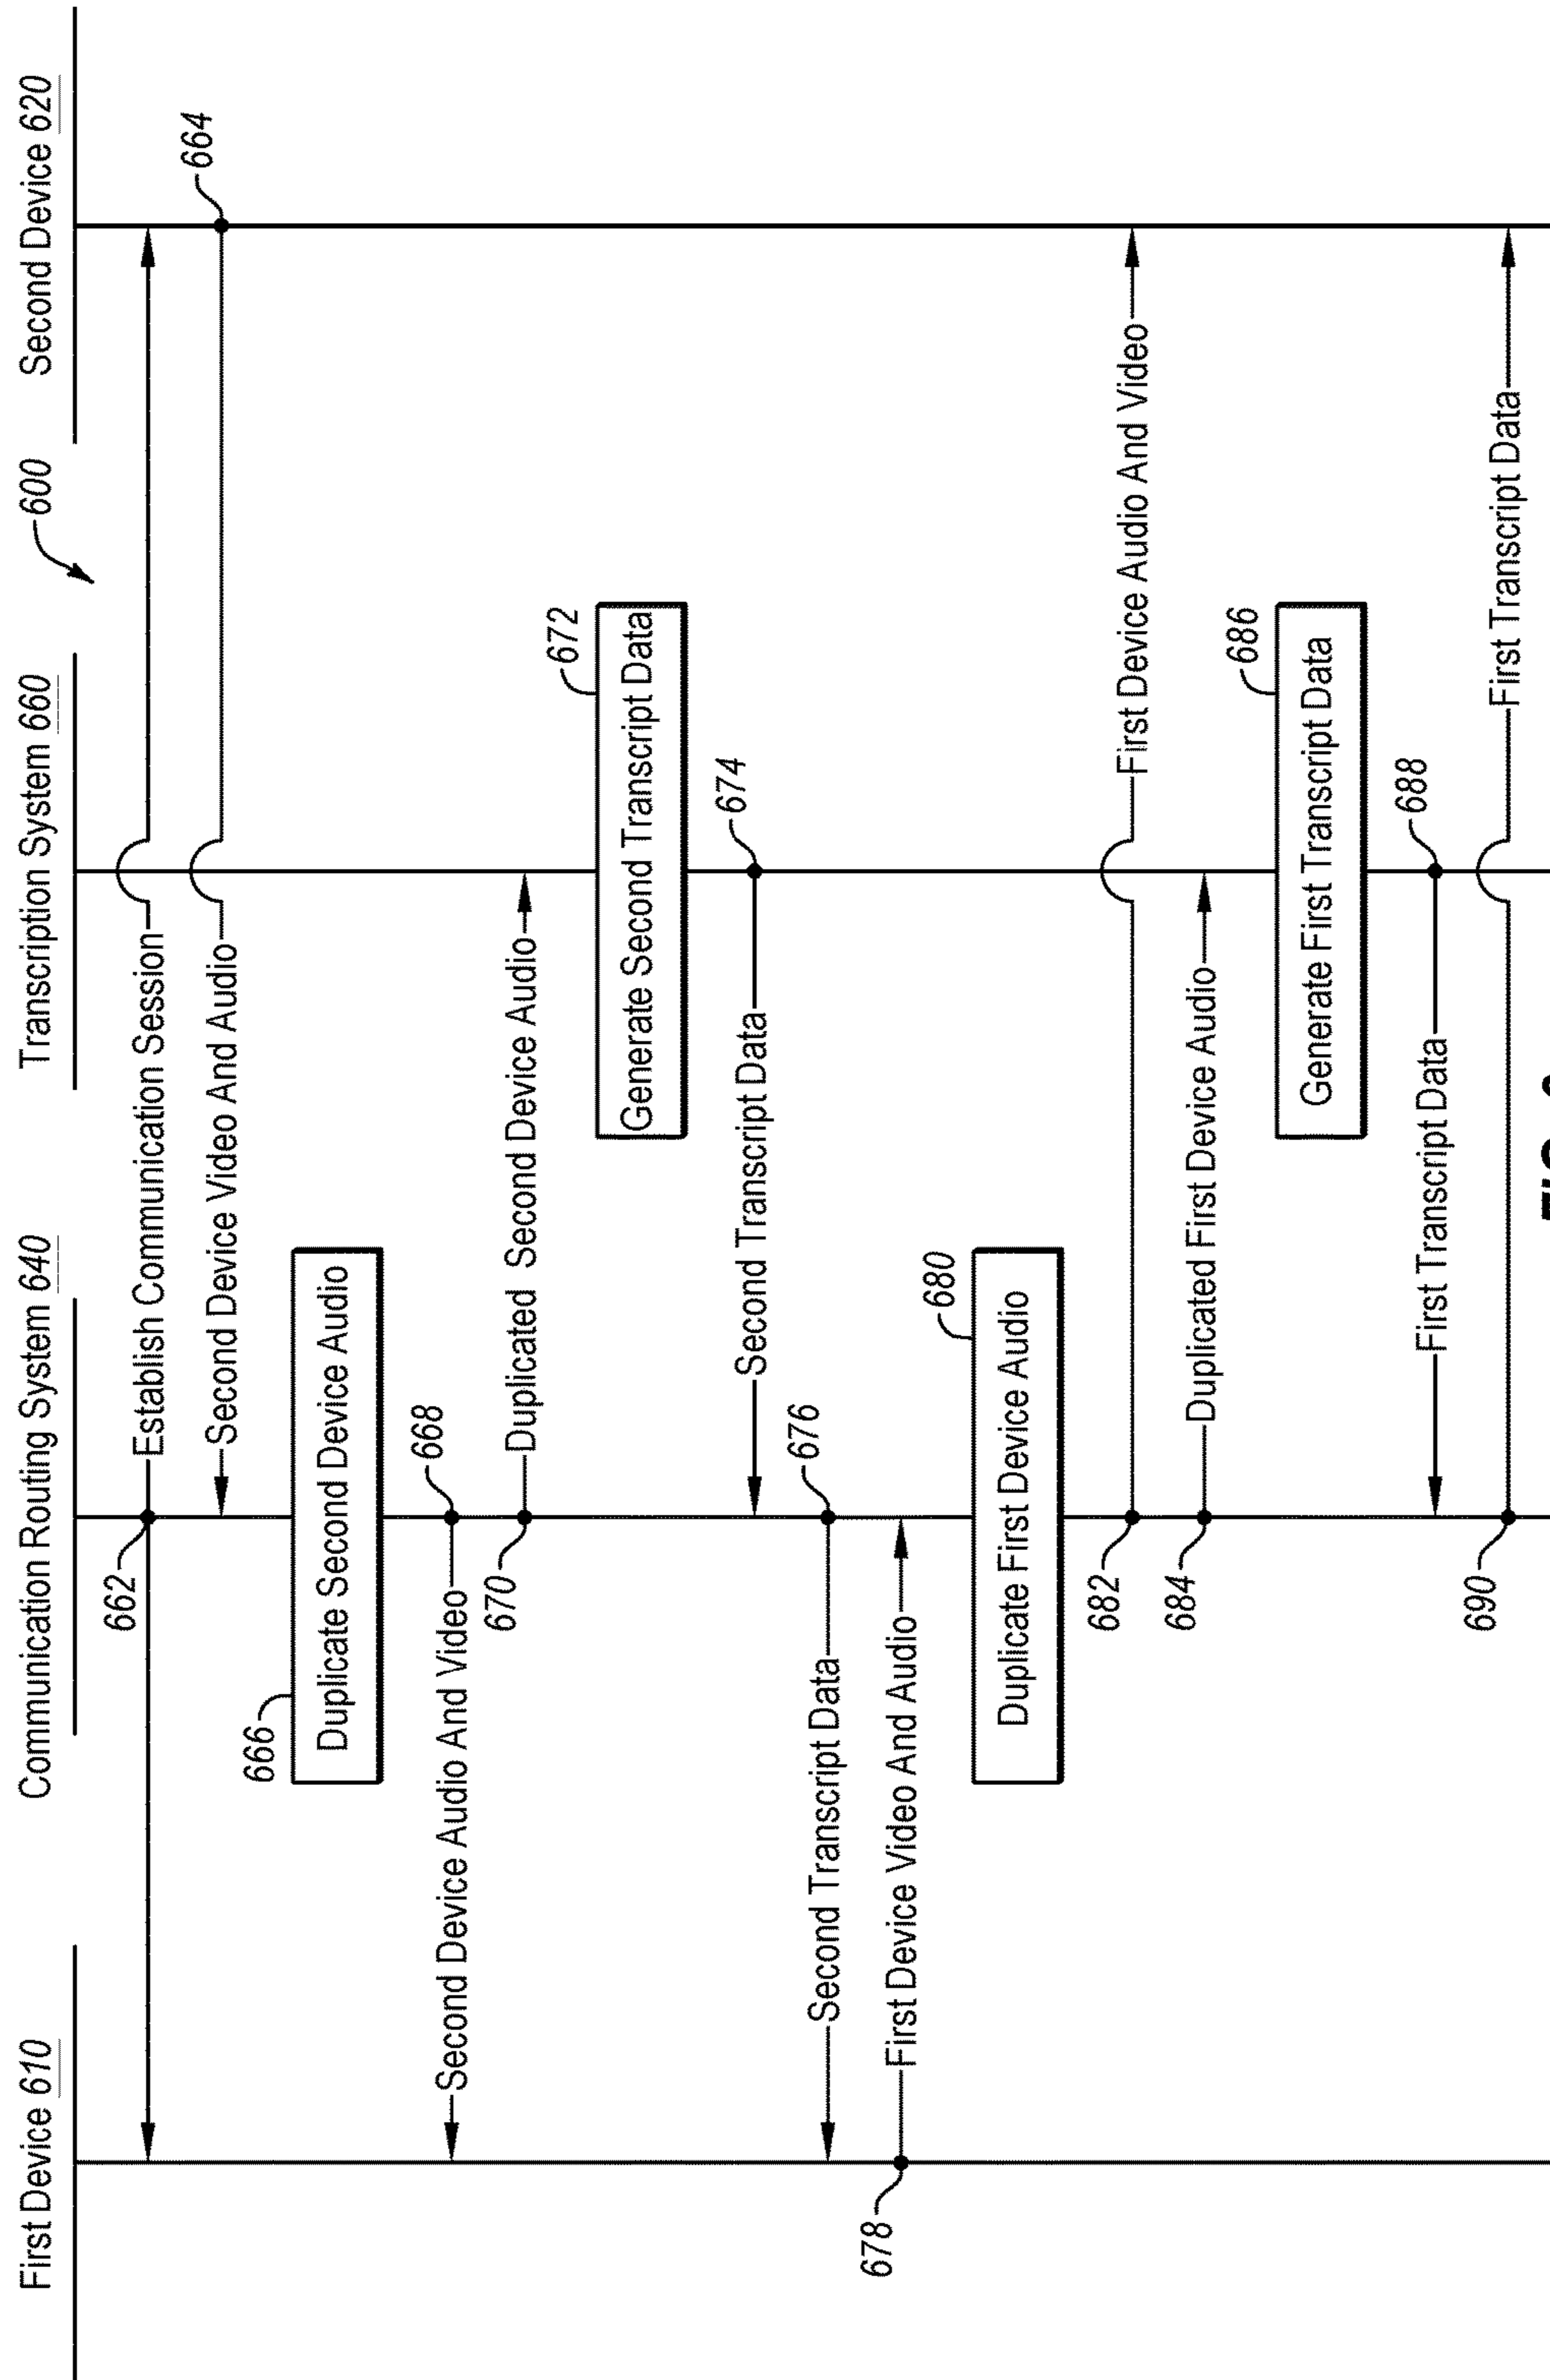 First Device 610
Communication Routing System 640
Transcription System 660
600
Second Device 620
662
Establish Communication Session
664
Second Device Video And Audio
666
Duplicate Second Device Audio
668
Second Device Audio And Video
670
Duplicated Second Device Audio
672
Generate Second Transcript Data
674
Second Transcript Data
676
Second Transcript Data
678
First Device Video And Audio
680
Duplicate First Device Audio
682
First Device Audio And Video
684
Duplicated First Device Audio
686
Generate First Transcript Data
688
First Transcript Data
690
First Transcript Data